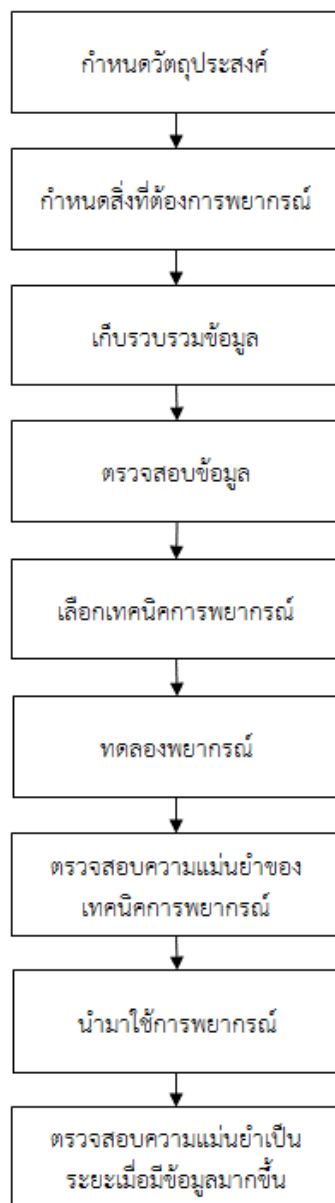 กำหนดวัตถุประสงค์
กำหนดสิ่งที่ต้องการพยากรณ์
เก็บรวบรวมข้อมูล
ตรวจสอบข้อมูล
เลือกเทคนิคการพยากรณ์
ทดลองพยากรณ์
ตรวจสอบความแม่นยำของ
เทคนิคการพยากรณ์
นำมาใช้การพยากรณ์
ตรวจสอบความแม่นยำเป็น
ระยะเมื่อมีข้อมูลมากขึ้น